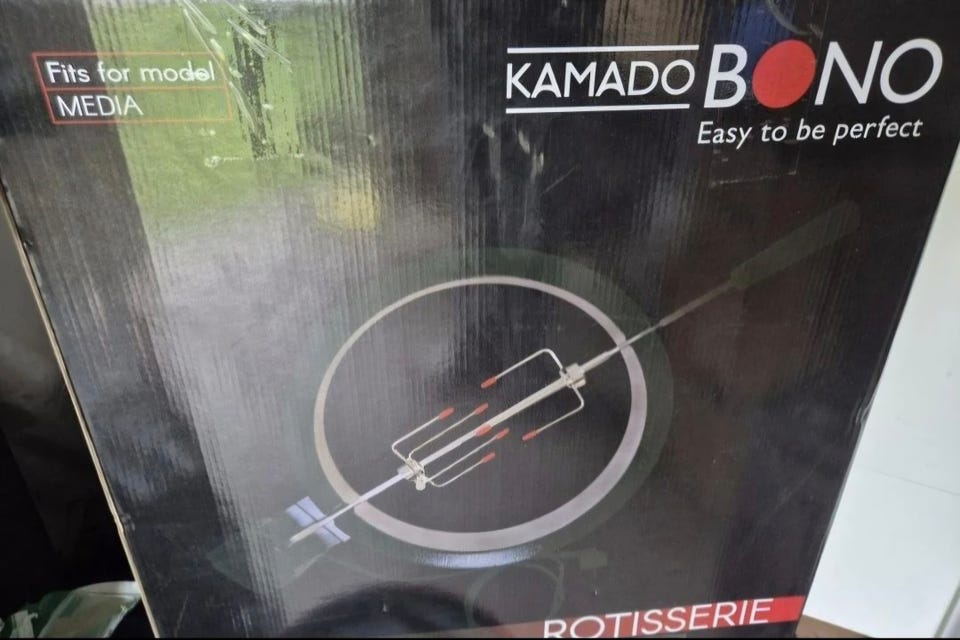 Fits for model
MEDIA
KAMADO BONO
Easy to be perfect
ROTISSERIE